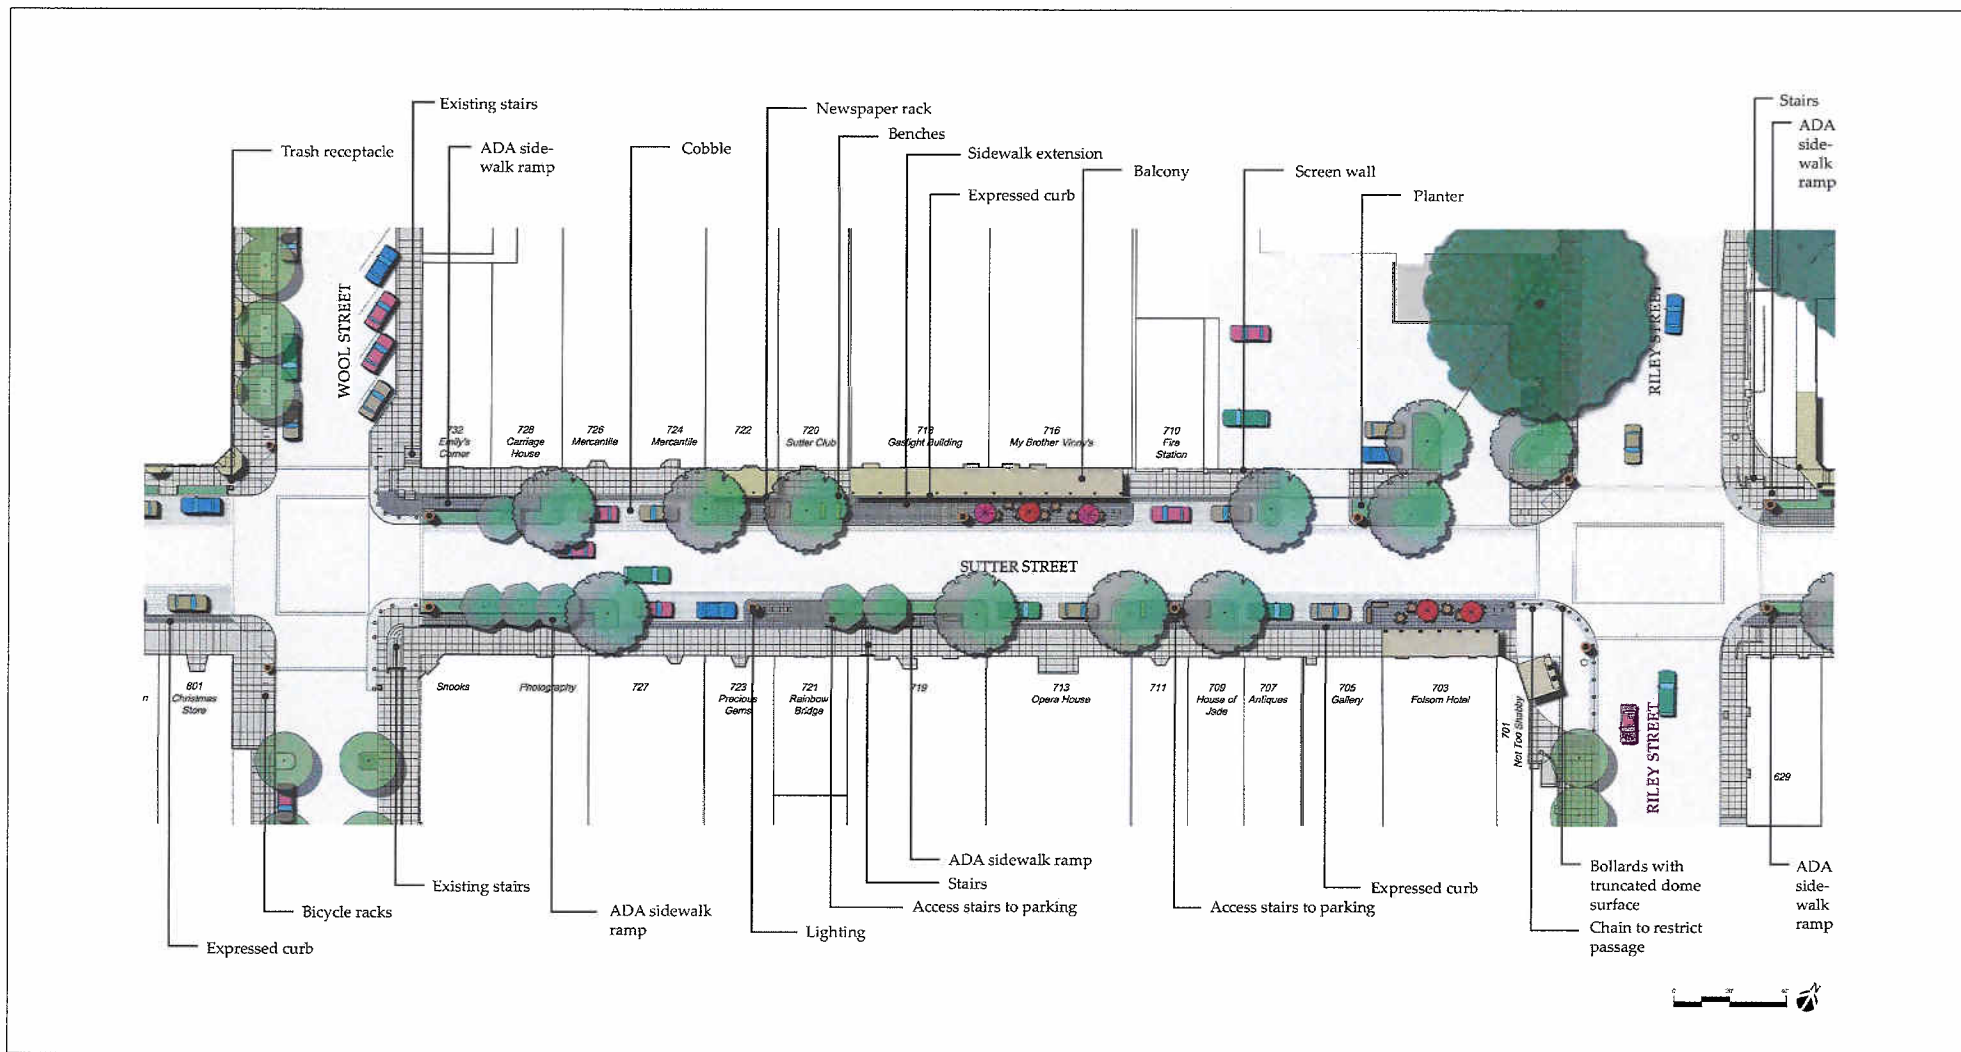 Existing stairs
Trash receptacle
ADA side-
walk ramp
Cobble
Newspaper rack
Benches
Sidewalk extension
Expressed curb
Balcony
Screen wall
Planter
Stairs
ADA
side-
walk
ramp
WOOL STREET
RILEY STREET
732
Emily's
Corner
728
Carriage
House
726
Mercantile
724
Mercantile
722
720
Sutter Club
718
Gaslight Building
716
My Brother Vinny's
710
Fire
Station
SUTTER STREET
n
801
Christmas
Store
Snooks
Photography
727
723
Precious
Gems
721
Rainbow
Bridge
719
713
Opera House
711
709
House of
Jade
707
Antiques
705
Gallery
703
Folsom Hotel
701
Not Too Shabby
RILEY STREET
629
Expressed curb
Bicycle racks
Existing stairs
ADA sidewalk
ramp
Lighting
Access stairs to parking
Stairs
ADA sidewalk ramp
Access stairs to parking
Expressed curb
Bollards with
truncated dome
surface
Chain to restrict
passage
ADA
side-
walk
ramp
0 20' 40'
N